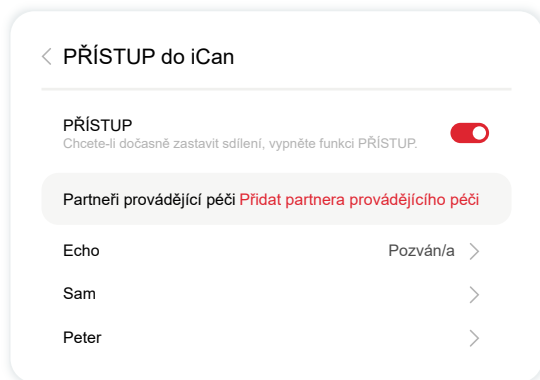 PŘÍSTUP do iCan
PŘÍSTUP
Chcete-li dočasně zastavit sdílení, vypněte funkci PŘÍSTUP.
Partneři provádějící péči Přidat partnera provádějícího péči
Echo Pozván/a
Sam
Peter